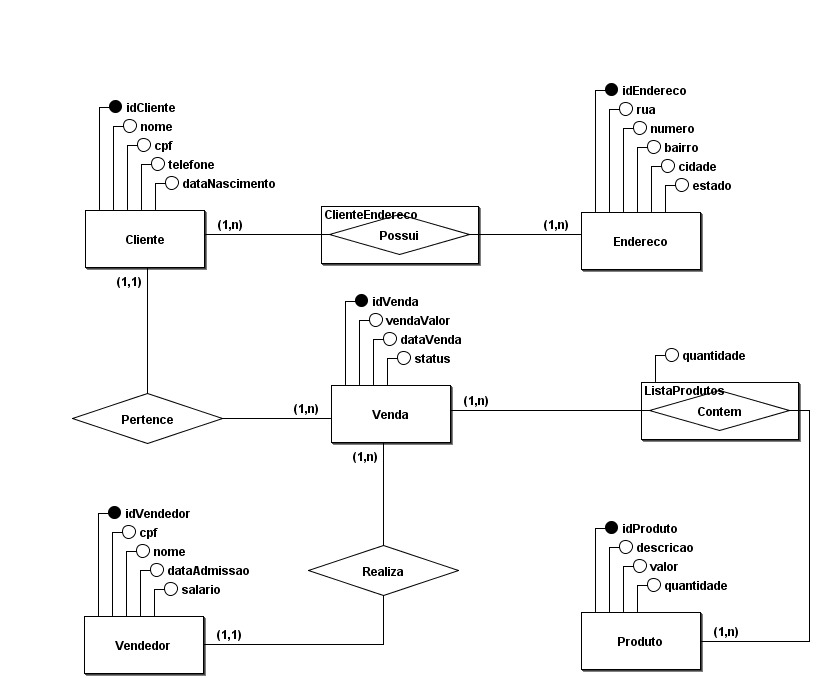 idCliente
nome
cpf
telefone
dataNascimento
Cliente
(1,n)
ClienteEndereco
Possui
(1,n)
idEndereco
rua
numero
bairro
cidade
estado
Endereco
(1,1)
Pertence
(1,n)
idVenda
vendaValor
dataVenda
status
Venda
(1,n)
quantidade
ListaProdutos
Contem
(1,n)
Realiza
idVendedor
cpf
nome
dataAdmissao
salario
Vendedor
(1,1)
idProduto
descricao
valor
quantidade
Produto
(1,n)